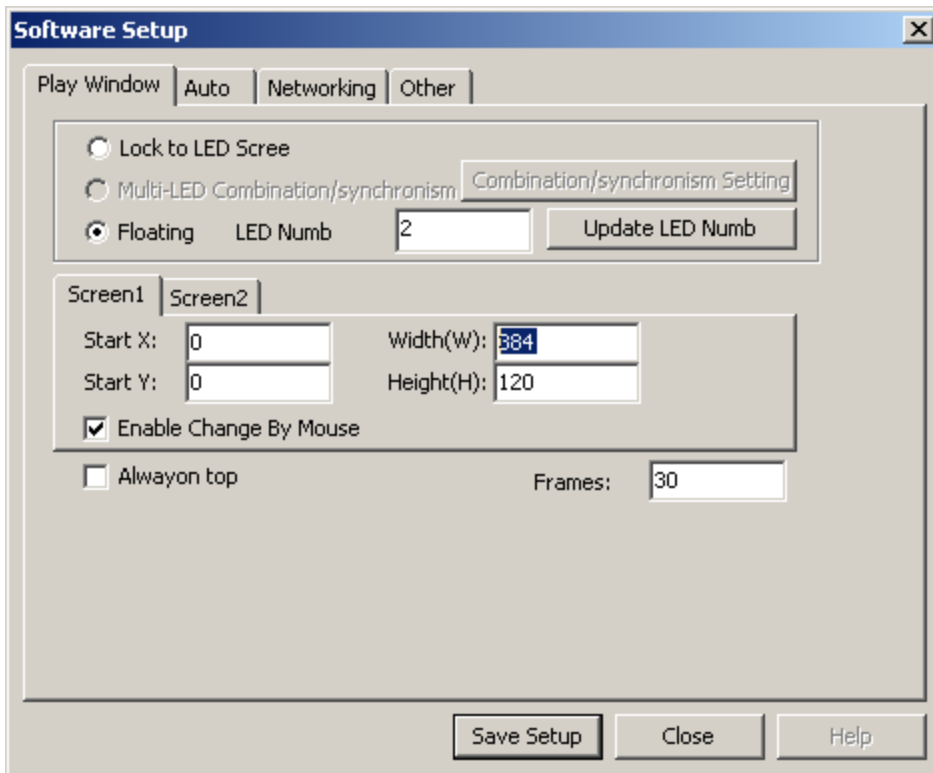 Software Setup
Play Window Auto Networking Other
Lock to LED Scree
Multi-LED Combination/synchronism Combination/synchronism Setting
Floating LED Numb 2 Update LED Numb
Screen1 Screen2
Start X: 0 Width(W): 384
Start Y: 0 Height(H): 120
Enable Change By Mouse
Alwayon top Frames: 30
Save Setup Close Help